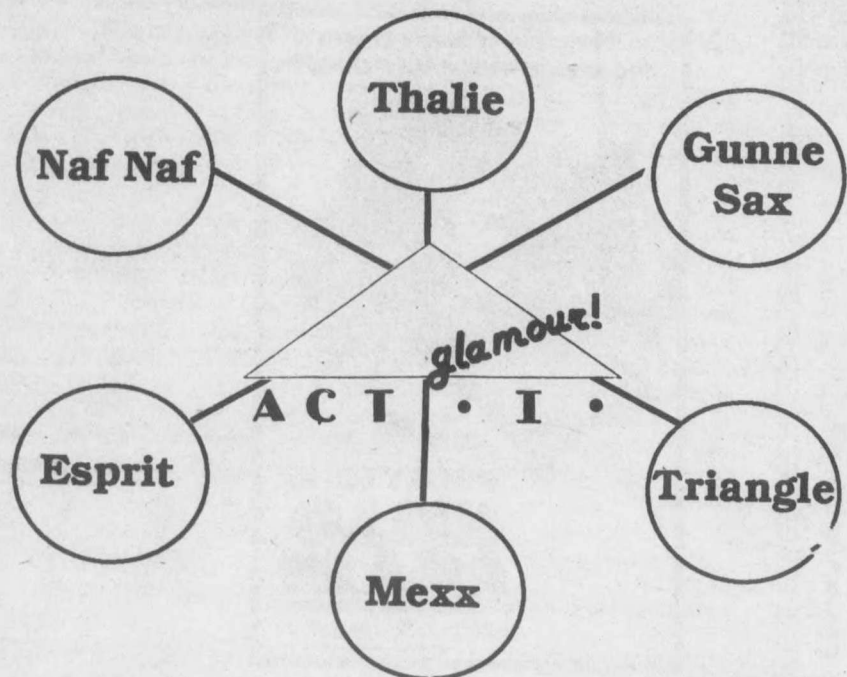 Thalie
Naf Naf
Gunne
Sax
glamour!
ACT · I ·
Esprit
Triangle
Mexx